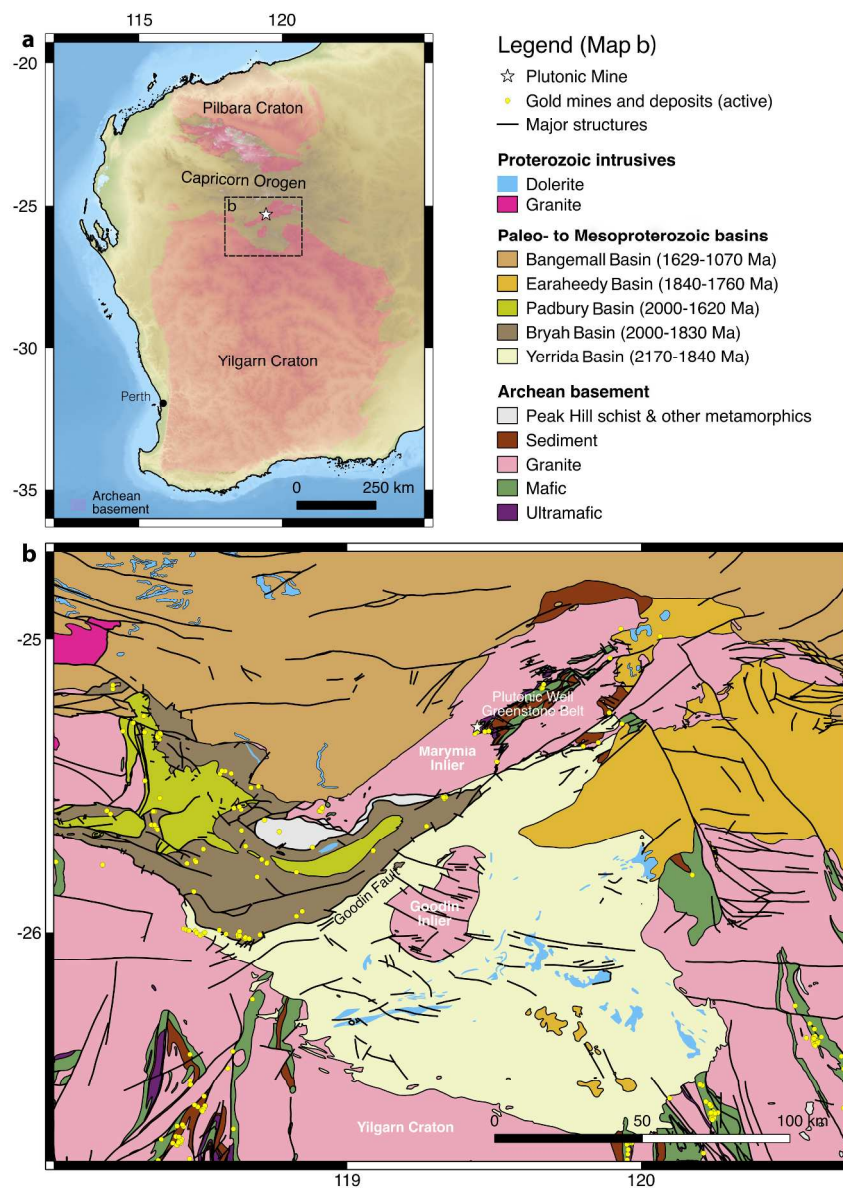 115
120
a
-20
-25
-30
-35
Pilbara Craton
Capricorn Orogen
b
Yilgarn Craton
Perth
0
250 km
Archean
basement
Legend (Map b)
Plutonic Mine
Gold mines and deposits (active)
Major structures
Proterozoic intrusives
Dolerite
Granite
Paleo- to Mesoproterozoic basins
Bangemall Basin (1629-1070 Ma)
Earaheedy Basin (1840-1760 Ma)
Padbury Basin (2000-1620 Ma)
Bryah Basin (2000-1830 Ma)
Yerrida Basin (2170-1840 Ma)
Archean basement
Peak Hill schist & other metamorphics
Sediment
Granite
Mafic
Ultramafic
b
-25
-26
Plutonic Well
Greenstone Belt
Marymia
Inlier
Goodin Fault
Goodin
Inlier
Yilgarn Craton
0
50
100 km
119
120